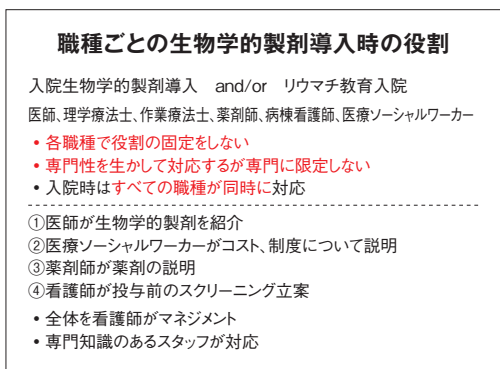 職種ごとの生物学的製剤導入時の役割
入院生物学的製剤導入　and/or　リウマチ教育入院
医師、理学療法士、作業療法士、薬剤師、病棟看護師、医療ソーシャルワーカー
・各職種で役割の固定をしない
・専門性を生かして対応するが専門に限定しない
・入院時はすべての職種が同時に対応
①医師が生物学的製剤を紹介
②医療ソーシャルワーカーがコスト、制度について説明
③薬剤師が薬剤の説明
④看護師が投与前のスクリーニング立案
・全体を看護師がマネジメント
・専門知識のあるスタッフが対応